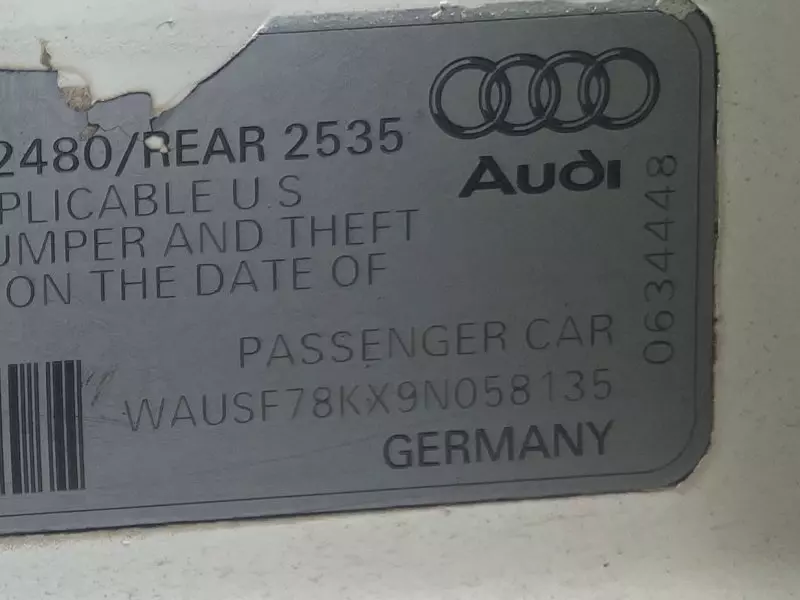 2480/REAR 2535
PLICABLE U S
UMPER AND THEFT
ON THE DATE OF
PASSENGER CAR
WAUSF78KX9N058135
GERMANY
Audi
0634448